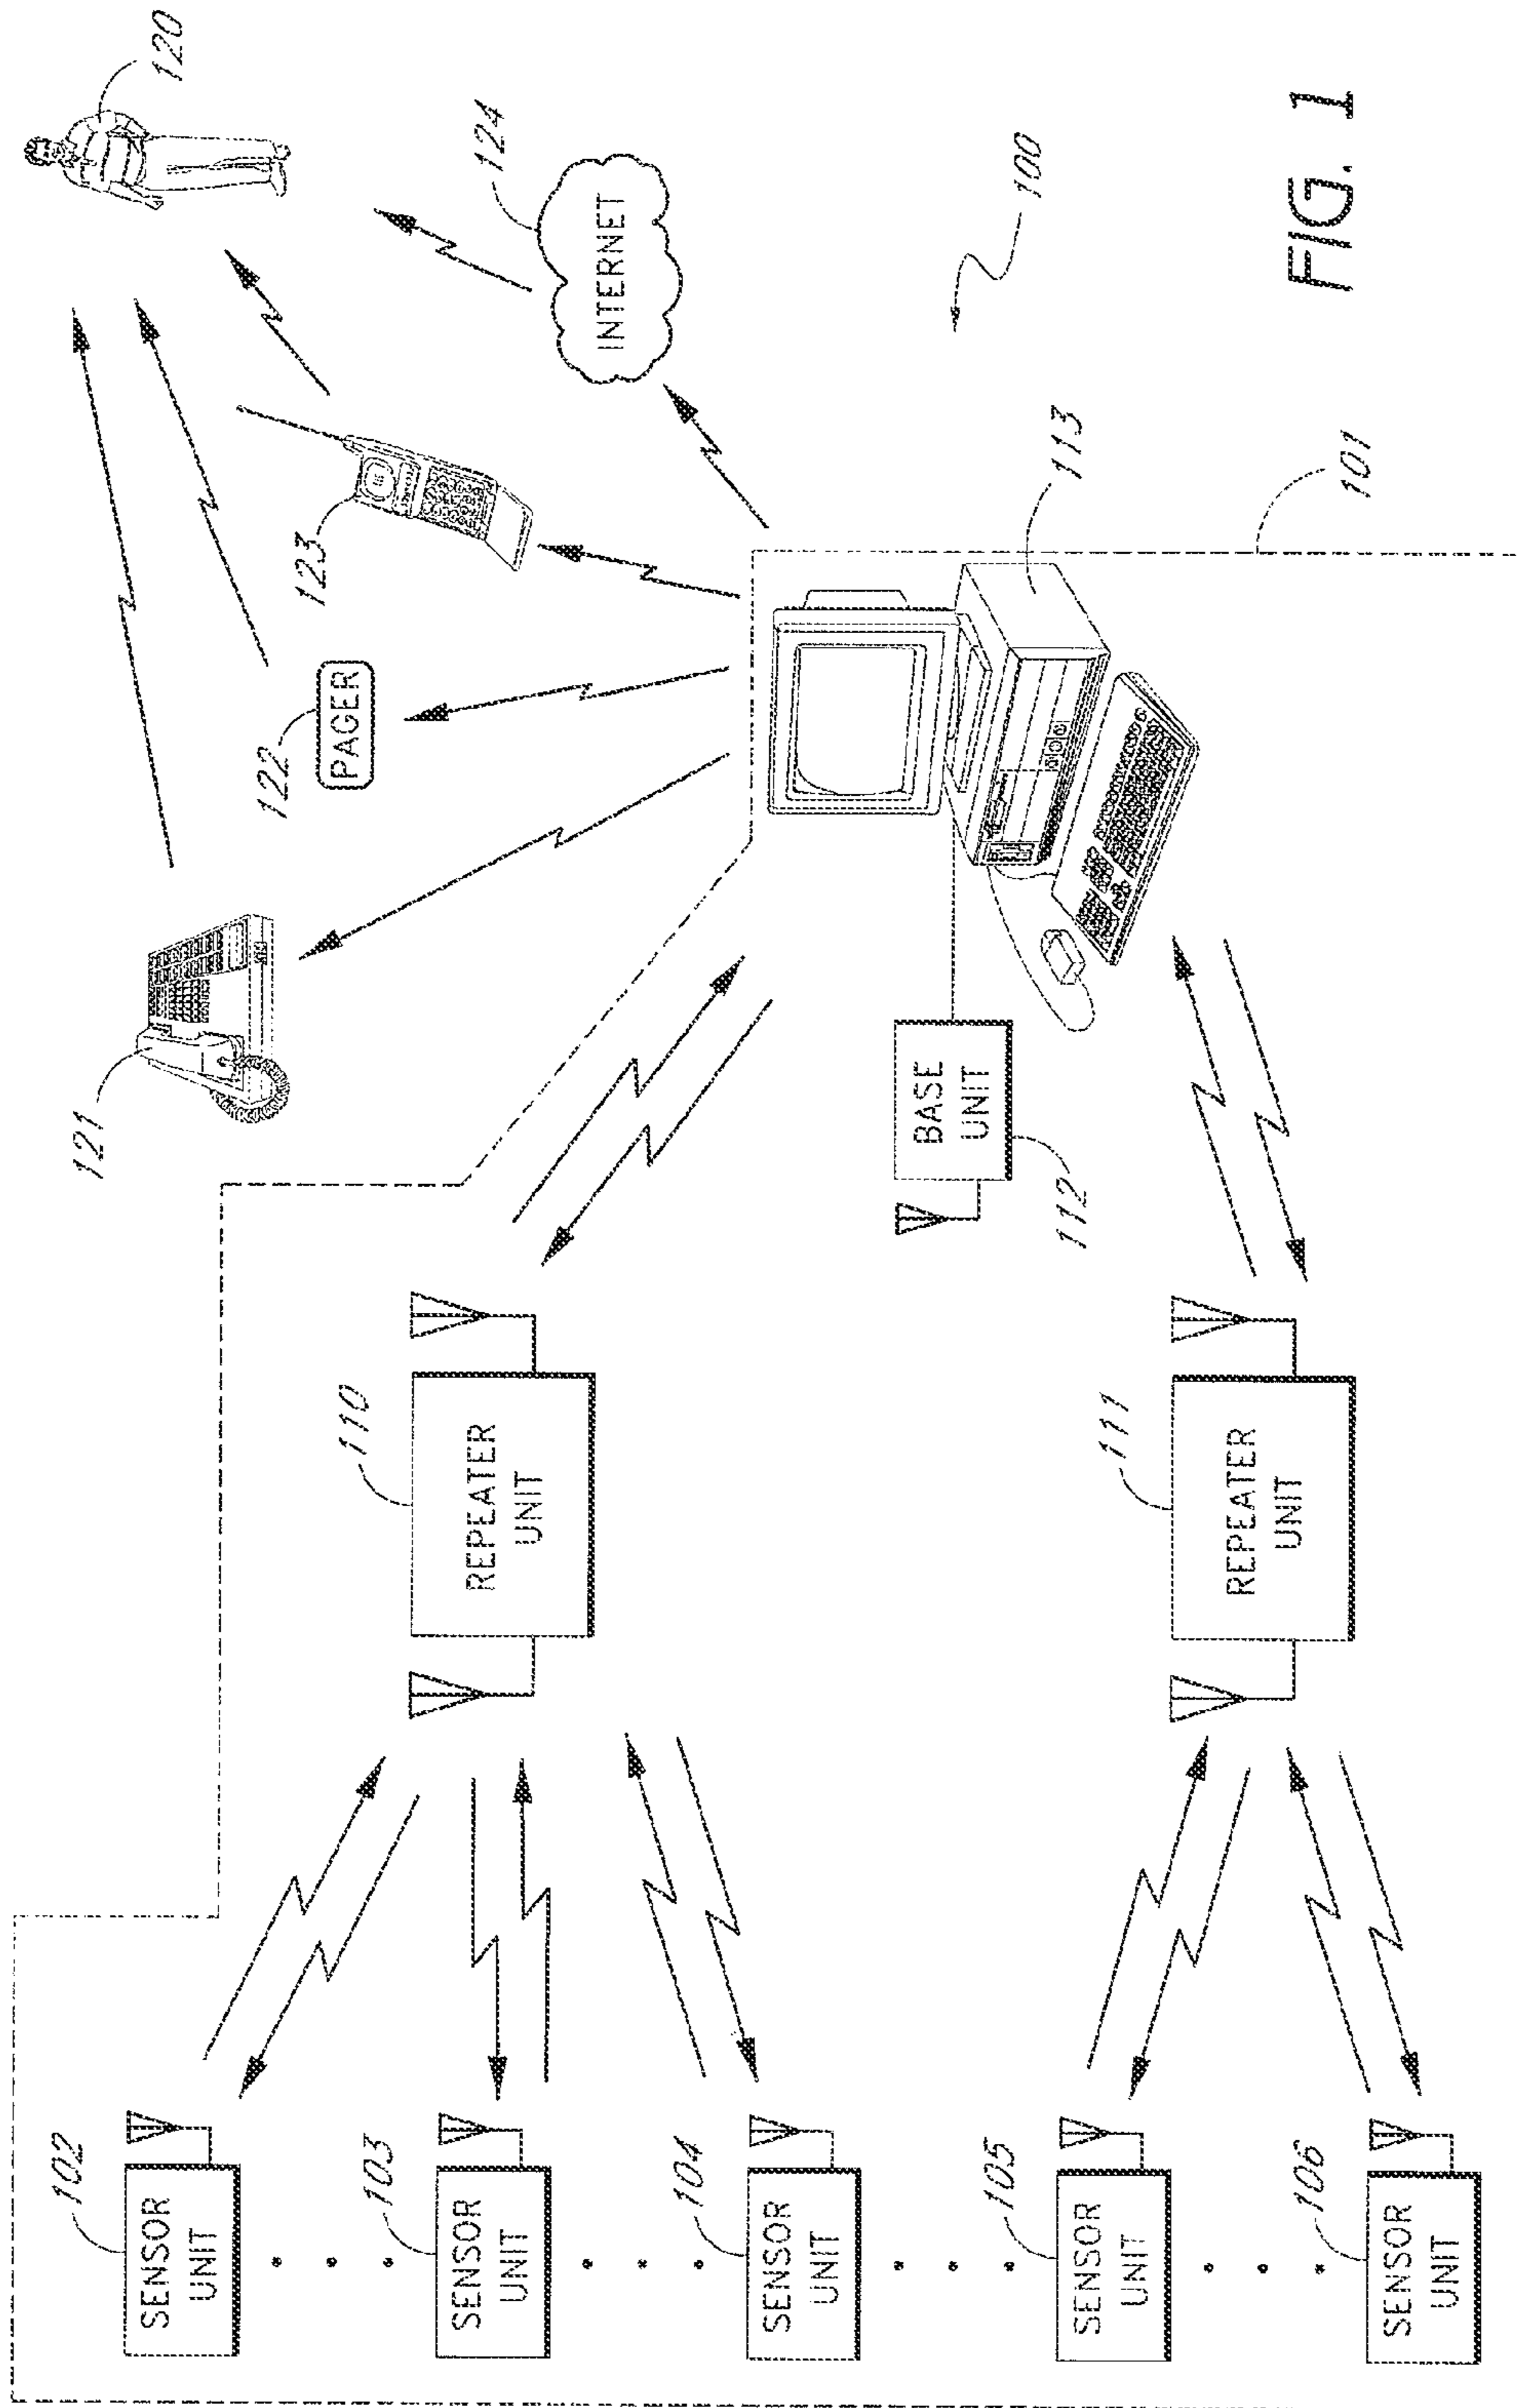 120
121
122
PAGER
123
124
INTERNET
100
110
REPEATER
UNIT
102
SENSOR
UNIT
103
SENSOR
UNIT
104
SENSOR
UNIT
BASE
UNIT
112
113
101
111
REPEATER
UNIT
105
SENSOR
UNIT
106
SENSOR
UNIT
FIG. 1